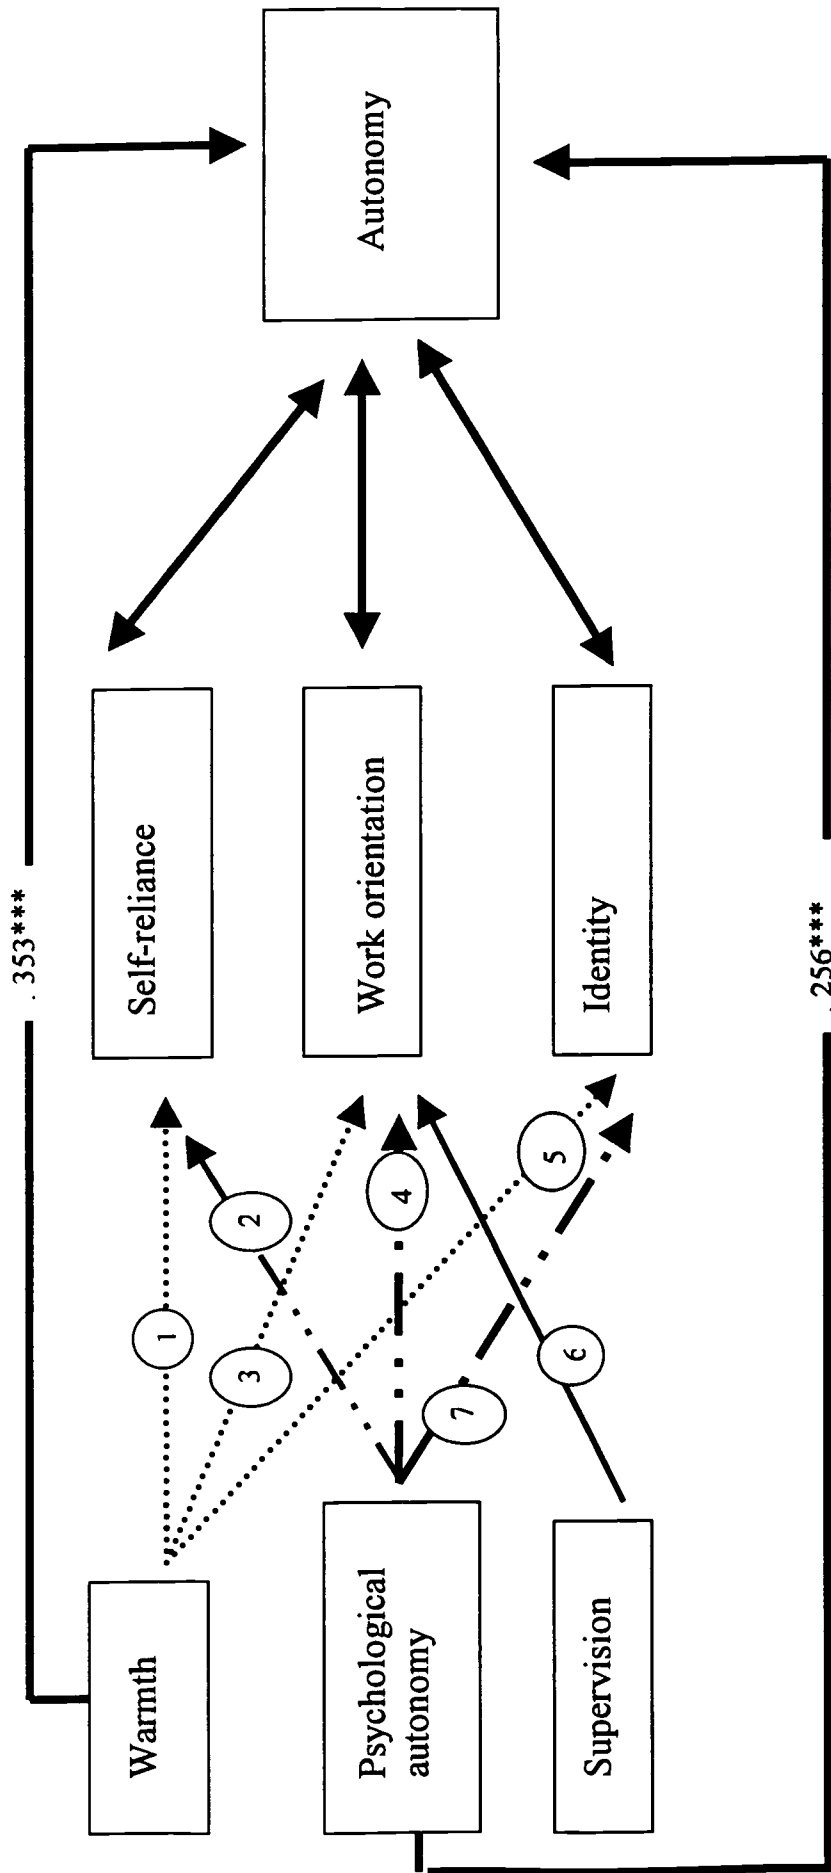 .353***
Warmth
Self-reliance
Autonomy
Psychological
autonomy
Work orientation
Supervision
Identity
1
2
3
4
5
6
7
.256***